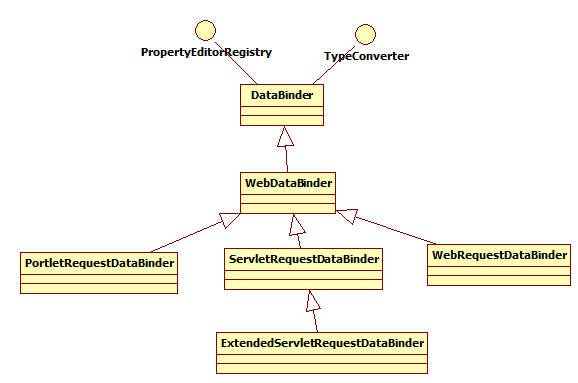 PropertyEditorRegistry
TypeConverter
DataBinder
WebDataBinder
PortletRequestDataBinder
ServletRequestDataBinder
WebRequestDataBinder
ExtendedServletRequestDataBinder